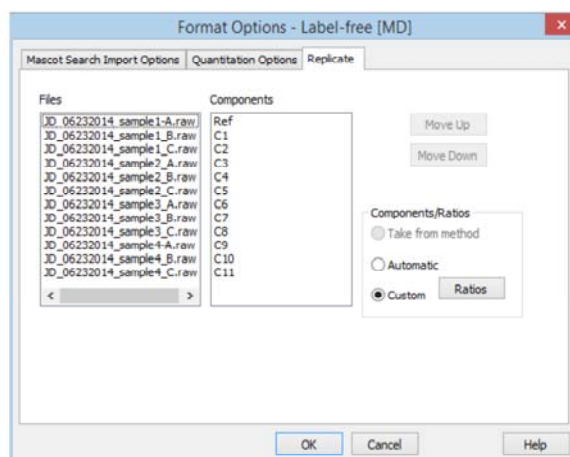 Format Options - Label-free [MD]
Mascot Search Import Options
Quantitation Options
Replicate
Files
JD_06232014_sample1-A.raw
JD_06232014_sample1_B.raw
JD_06232014_sample1_C.raw
JD_06232014_sample2_A.raw
JD_06232014_sample2_B.raw
JD_06232014_sample2_C.raw
JD_06232014_sample3_A.raw
JD_06232014_sample3_B.raw
JD_06232014_sample3_C.raw
JD_06232014_sample4-A.raw
JD_06232014_sample4_B.raw
JD_06232014_sample4_C.raw
Components
Ref
C1
C2
C3
C4
C5
C6
C7
C8
C9
C10
C11
Move Up
Move Down
Components/Ratios
Take from method
Automatic
Custom
Ratios
OK
Cancel
Help